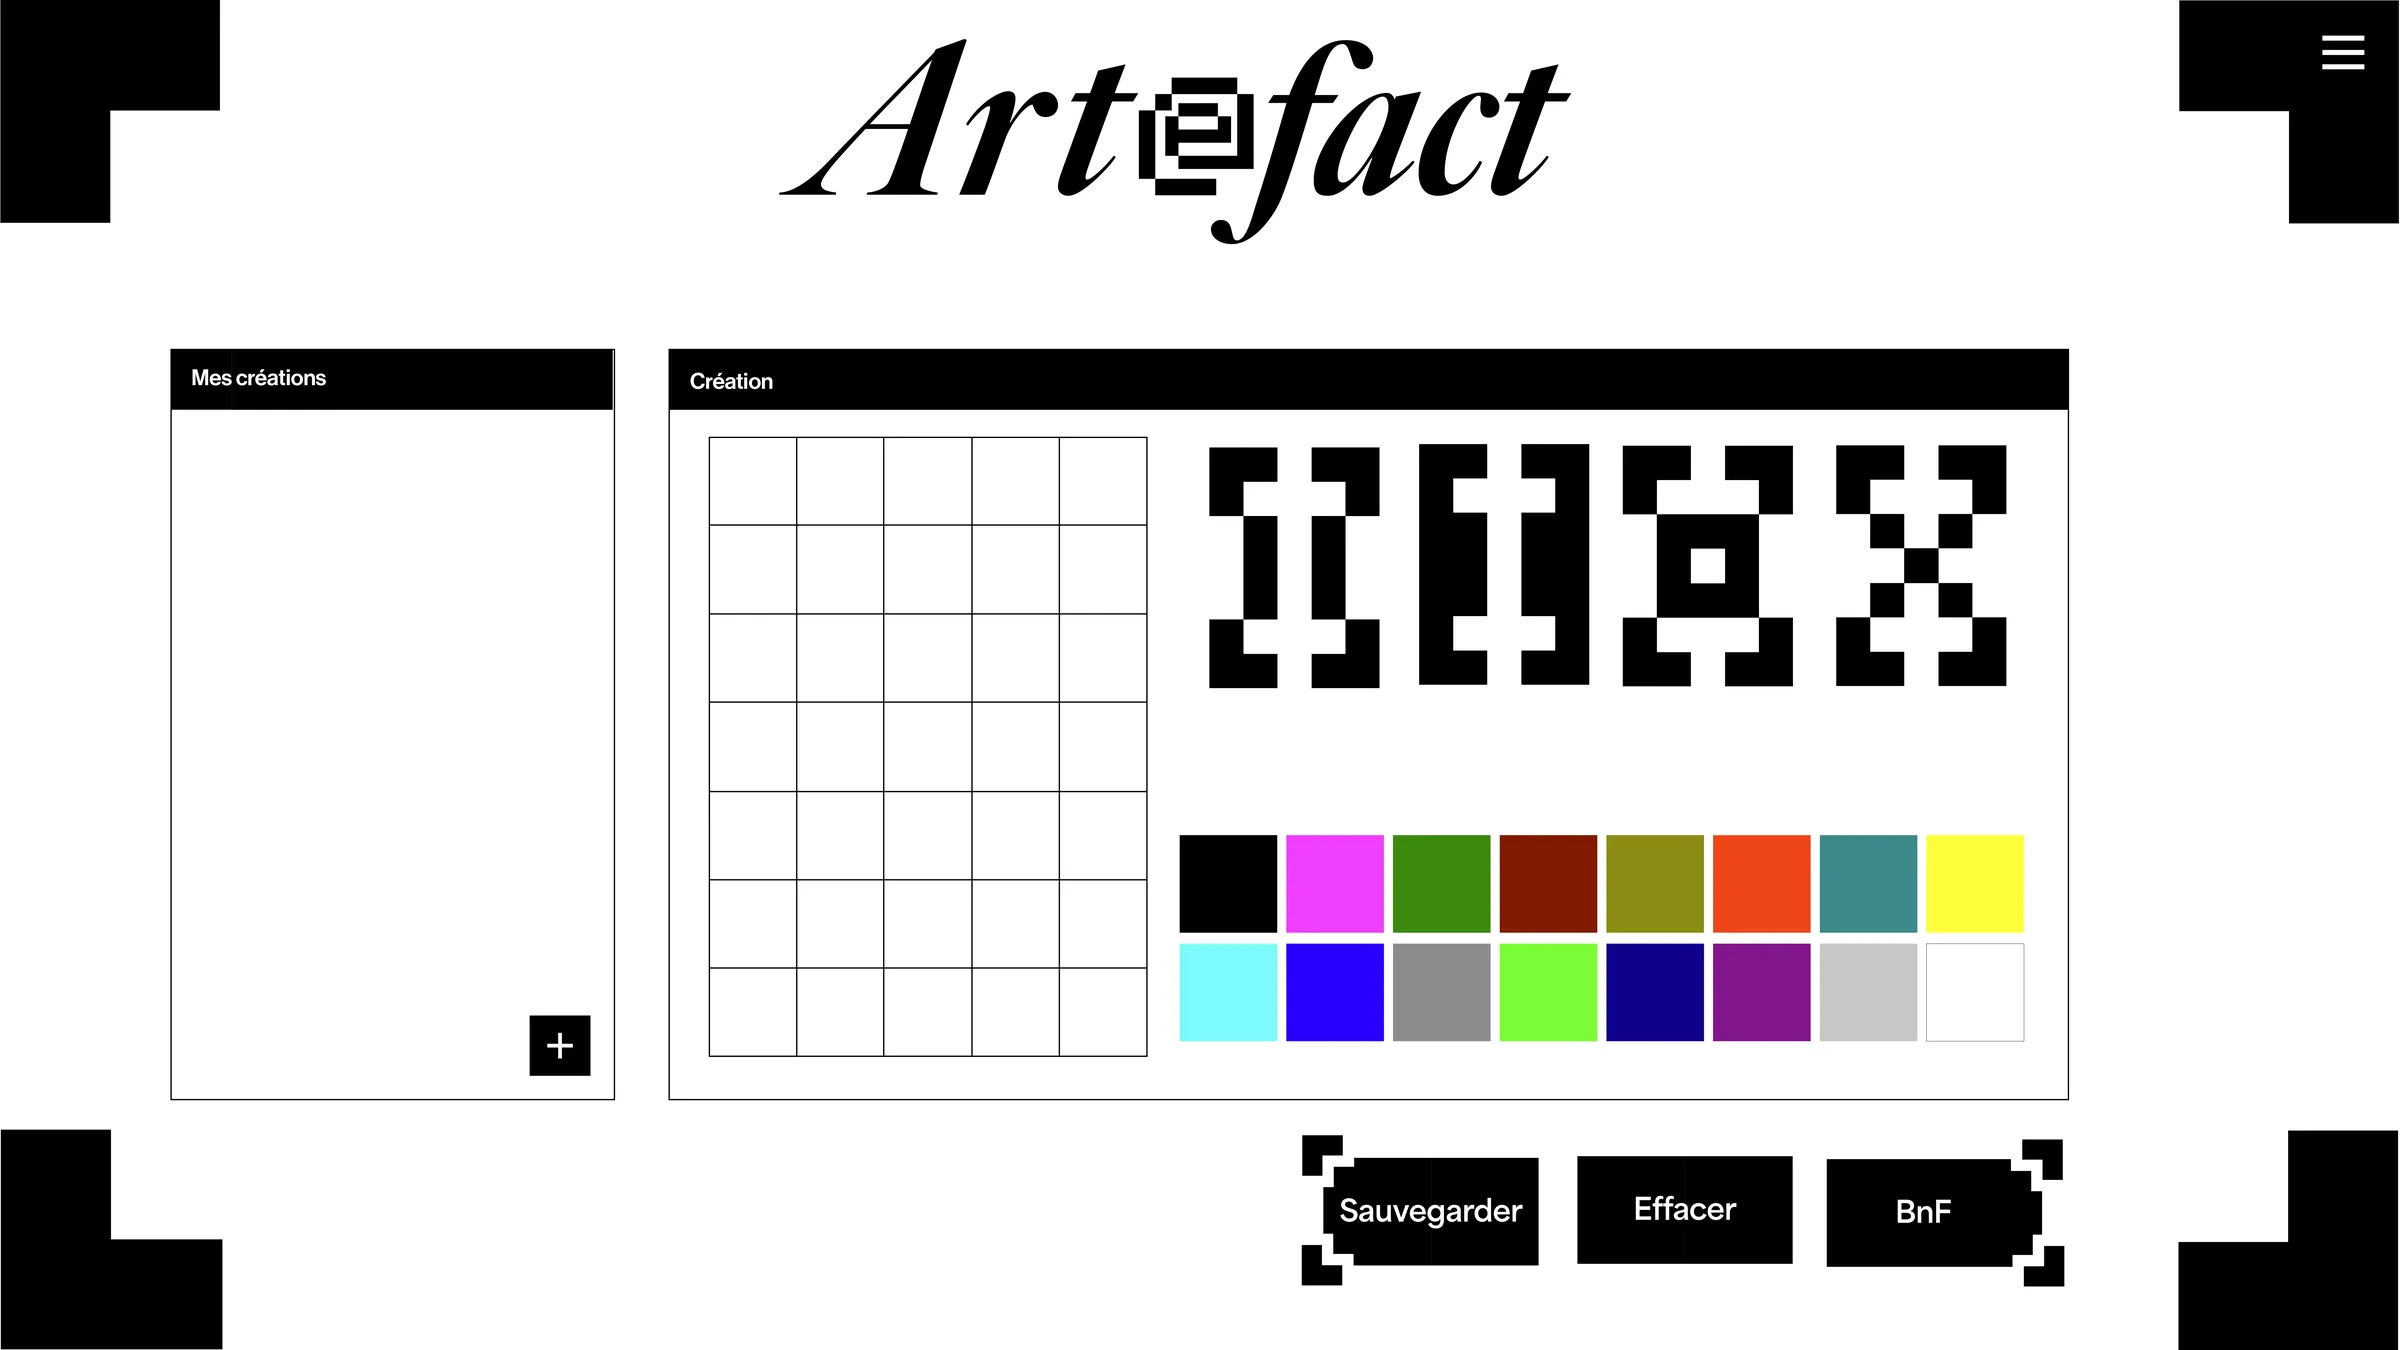 Artefact
Mes créations
Création
+
Sauvegarder
Effacer
BnF